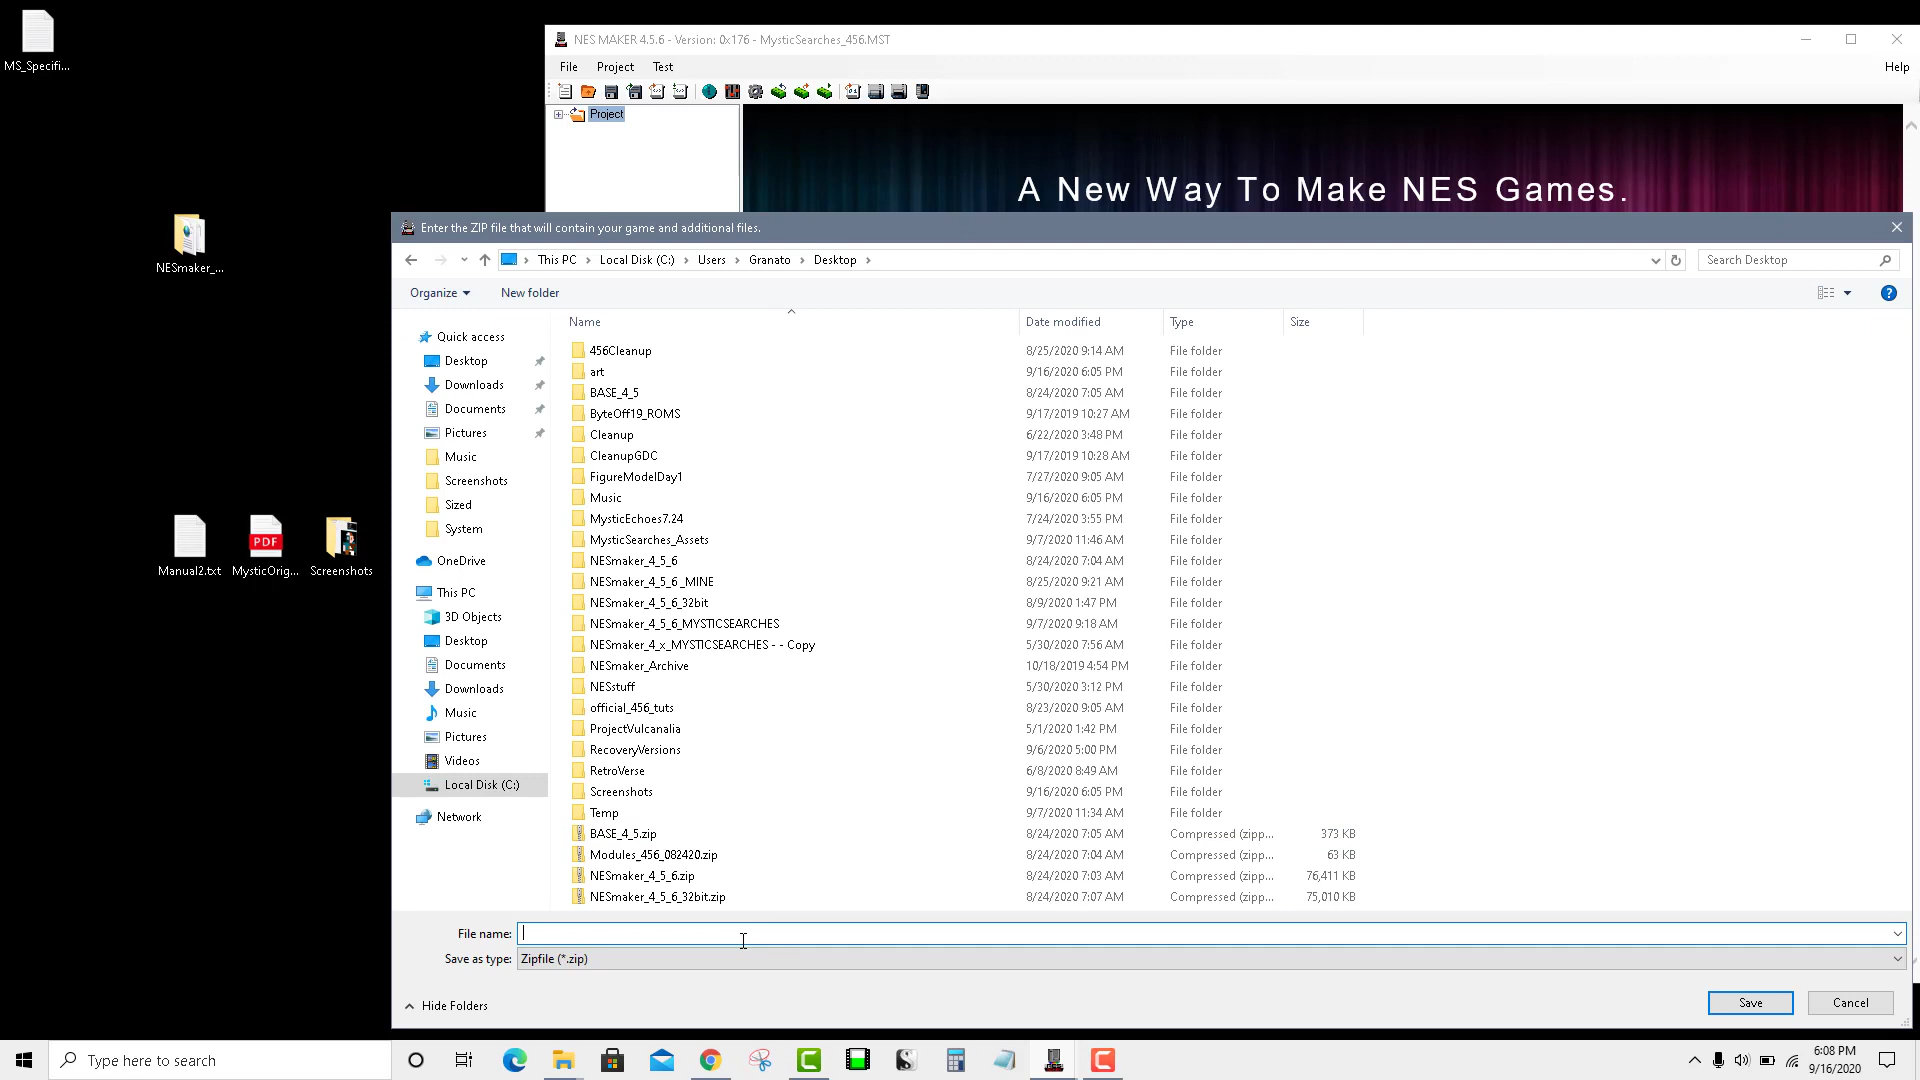 MS_Specifi...
NESmaker_...
Manual2.txt
MysticOrig...
Screenshots
PDF
NES MAKER 4.5.6 - Version: 0x176 - MysticSearches_456.MST
File Project Test Help
Project
A New Way To Make NES Games.
Enter the ZIP file that will contain your game and additional files.
This PC > Local Disk (C:) > Users > Granato > Desktop >
Search Desktop
Organize New folder
Quick access
Desktop
Downloads
Documents
Pictures
Music
Screenshots
Sized
System
OneDrive
This PC
3D Objects
Desktop
Documents
Downloads
Music
Pictures
Videos
Local Disk (C:)
Network
Name Date modified Type Size
456Cleanup 8/25/2020 9:14 AM File folder
art 9/16/2020 6:05 PM File folder
BASE_4_5 8/24/2020 7:05 AM File folder
ByteOff19_ROMS 9/17/2019 10:27 AM File folder
Cleanup 6/22/2020 3:48 PM File folder
CleanupGDC 9/17/2019 10:28 AM File folder
FigureModelDay1 7/27/2020 9:05 AM File folder
Music 9/16/2020 6:05 PM File folder
MysticEchoes7.24 7/24/2020 3:55 PM File folder
MysticSearches_Assets 9/7/2020 11:46 AM File folder
NESmaker_4_5_6 8/24/2020 7:04 AM File folder
NESmaker_4_5_6 _MINE 8/25/2020 9:21 AM File folder
NESmaker_4_5_6_32bit 8/9/2020 1:47 PM File folder
NESmaker_4_5_6_MYSTICSEARCHES 9/7/2020 9:18 AM File folder
NESmaker_4_x_MYSTICSEARCHES - - Copy 5/30/2020 7:56 AM File folder
NESmaker_Archive 10/18/2019 4:54 PM File folder
NESstuff 5/30/2020 3:12 PM File folder
official_456_tuts 8/23/2020 9:05 AM File folder
ProjectVulcanalia 5/1/2020 1:42 PM File folder
RecoveryVersions 9/6/2020 5:00 PM File folder
RetroVerse 6/8/2020 8:49 AM File folder
Screenshots 9/16/2020 6:05 PM File folder
Temp 9/7/2020 11:34 AM File folder
BASE_4_5.zip 8/24/2020 7:05 AM Compressed (zipp... 373 KB
Modules_456_082420.zip 8/24/2020 7:04 AM Compressed (zipp... 63 KB
NESmaker_4_5_6.zip 8/24/2020 7:03 AM Compressed (zipp... 76,411 KB
NESmaker_4_5_6_32bit.zip 8/24/2020 7:07 AM Compressed (zipp... 75,010 KB
File name:
Save as type: Zipfile (*.zip)
Hide Folders Save Cancel
Type here to search
6:08 PM
9/16/2020